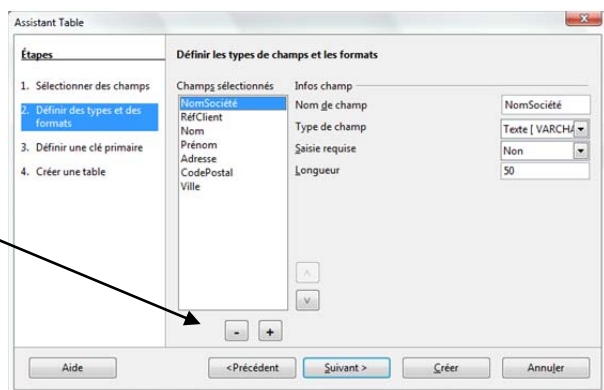 Assistant Table
Étapes
1. Sélectionner des champs
2. Définir des types et des
formats
3. Définir une clé primaire
4. Créer une table
Définir les types de champs et les formats
Champs sélectionnés
NomSociété
RéfClient
Nom
Prénom
Adresse
CodePostal
Ville
- +
Infos champ
Nom de champ NomSociété
Type de champ Texte [ VARCHA
Saisie requise Non
Longueur 50
Aide <Précédent Suivant > Créer Annuler